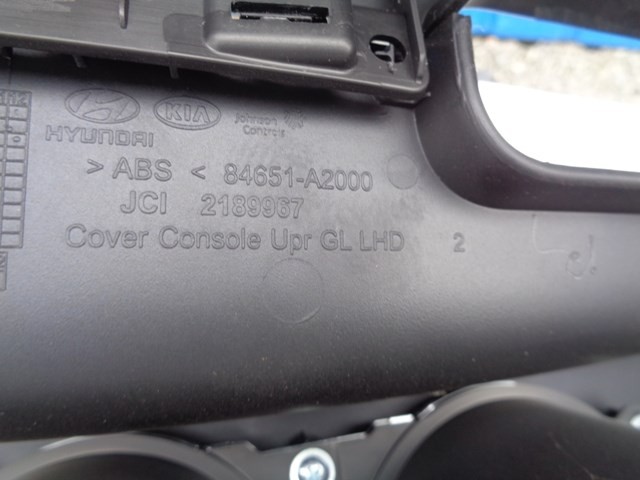 HYUNDAI KIA Johnson Controls
> ABS < 84651-A2000
JCI 2189967
Cover Console Upr GL LHD 2